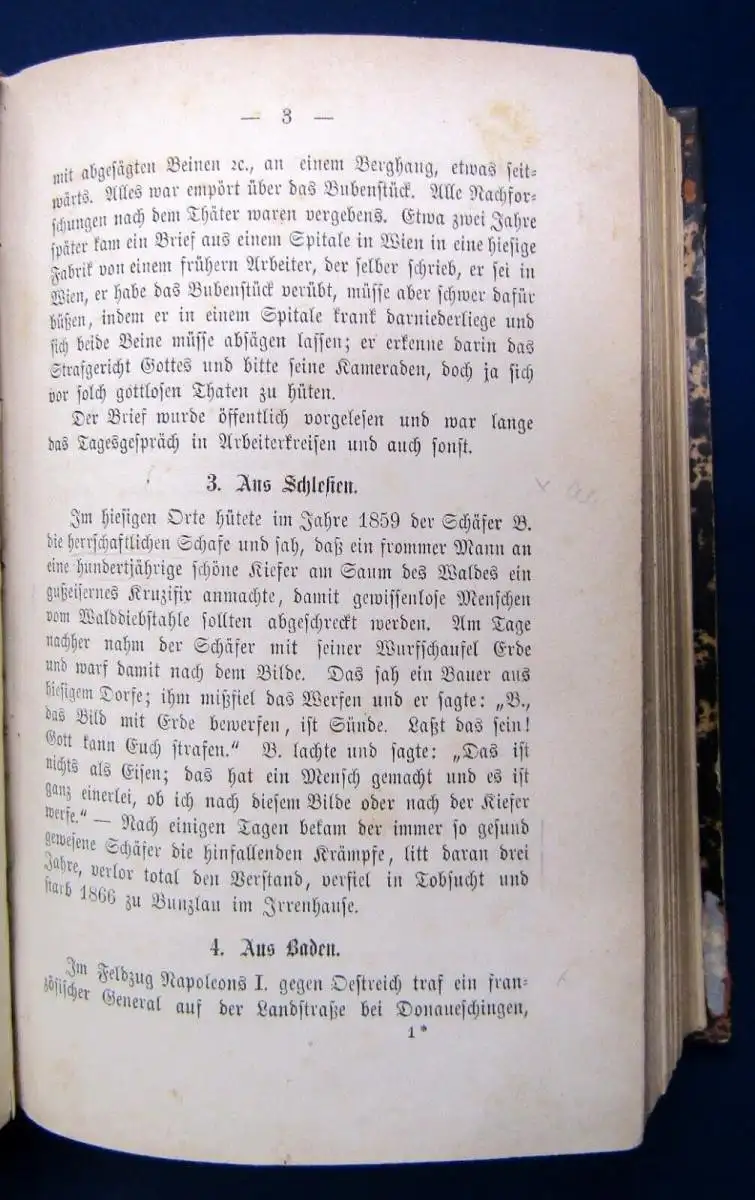 — 3 —
mit abgesägten Beinen ꝛc., an einem Berghang, etwas seit-
wärts. Alles war empört über das Bubenstück. Alle Nachfor-
schungen nach dem Thäter waren vergebens. Etwa zwei Jahre
später kam ein Brief aus einem Spitale in Wien in eine hiesige
Fabrik von einem frühern Arbeiter, der selber schrieb, er sei in
Wien, er habe das Bubenstück verübt, müsse aber schwer dafür
büßen, indem er in einem Spitale krank darniederliege und
sich beide Beine müsse absägen lassen; er erkenne darin das
Strafgericht Gottes und bitte seine Kameraden, doch ja sich
vor solch gottlosen Thaten zu hüten.
Der Brief wurde öffentlich vorgelesen und war lange
das Tagesgespräch in Arbeiterkreisen und auch sonst.
3. Aus Schlesien.
Im hiesigen Orte hütete im Jahre 1859 der Schäfer B.
die herrschaftlichen Schafe und sah, daß ein frommer Mann an
eine hundertjährige schöne Kiefer am Saum des Waldes ein
gußeisernes Kruzifix anmachte, damit gewissenlose Menschen
vom Walddiebstahle sollten abgeschreckt werden. Am Tage
nachher nahm der Schäfer mit seiner Wurfschaufel Erde
und warf damit nach dem Bilde. Das sah ein Bauer aus
hiesigem Dorfe; ihm mißfiel das Werfen und er sagte: „B.,
das Bild mit Erde bewerfen, ist Sünde. Laßt das sein!
Gott kann Euch strafen.“ B. lachte und sagte: „Das ist
nichts als Eisen; das hat ein Mensch gemacht und es ist
ganz einerlei, ob ich nach diesem Bilde oder nach der Kiefer
werfe.“ — Nach einigen Tagen bekam der immer so gesund
gewesene Schäfer die hinfallenden Krämpfe, litt daran drei
Jahre, verlor total den Verstand, verfiel in Tobsucht und
starb 1866 zu Bunzlau im Irrenhause.
4. Aus Baden.
Im Feldzug Napoleons I. gegen Oestreich traf ein fran-
zösischer General auf der Landstraße bei Donaueschingen,
1*